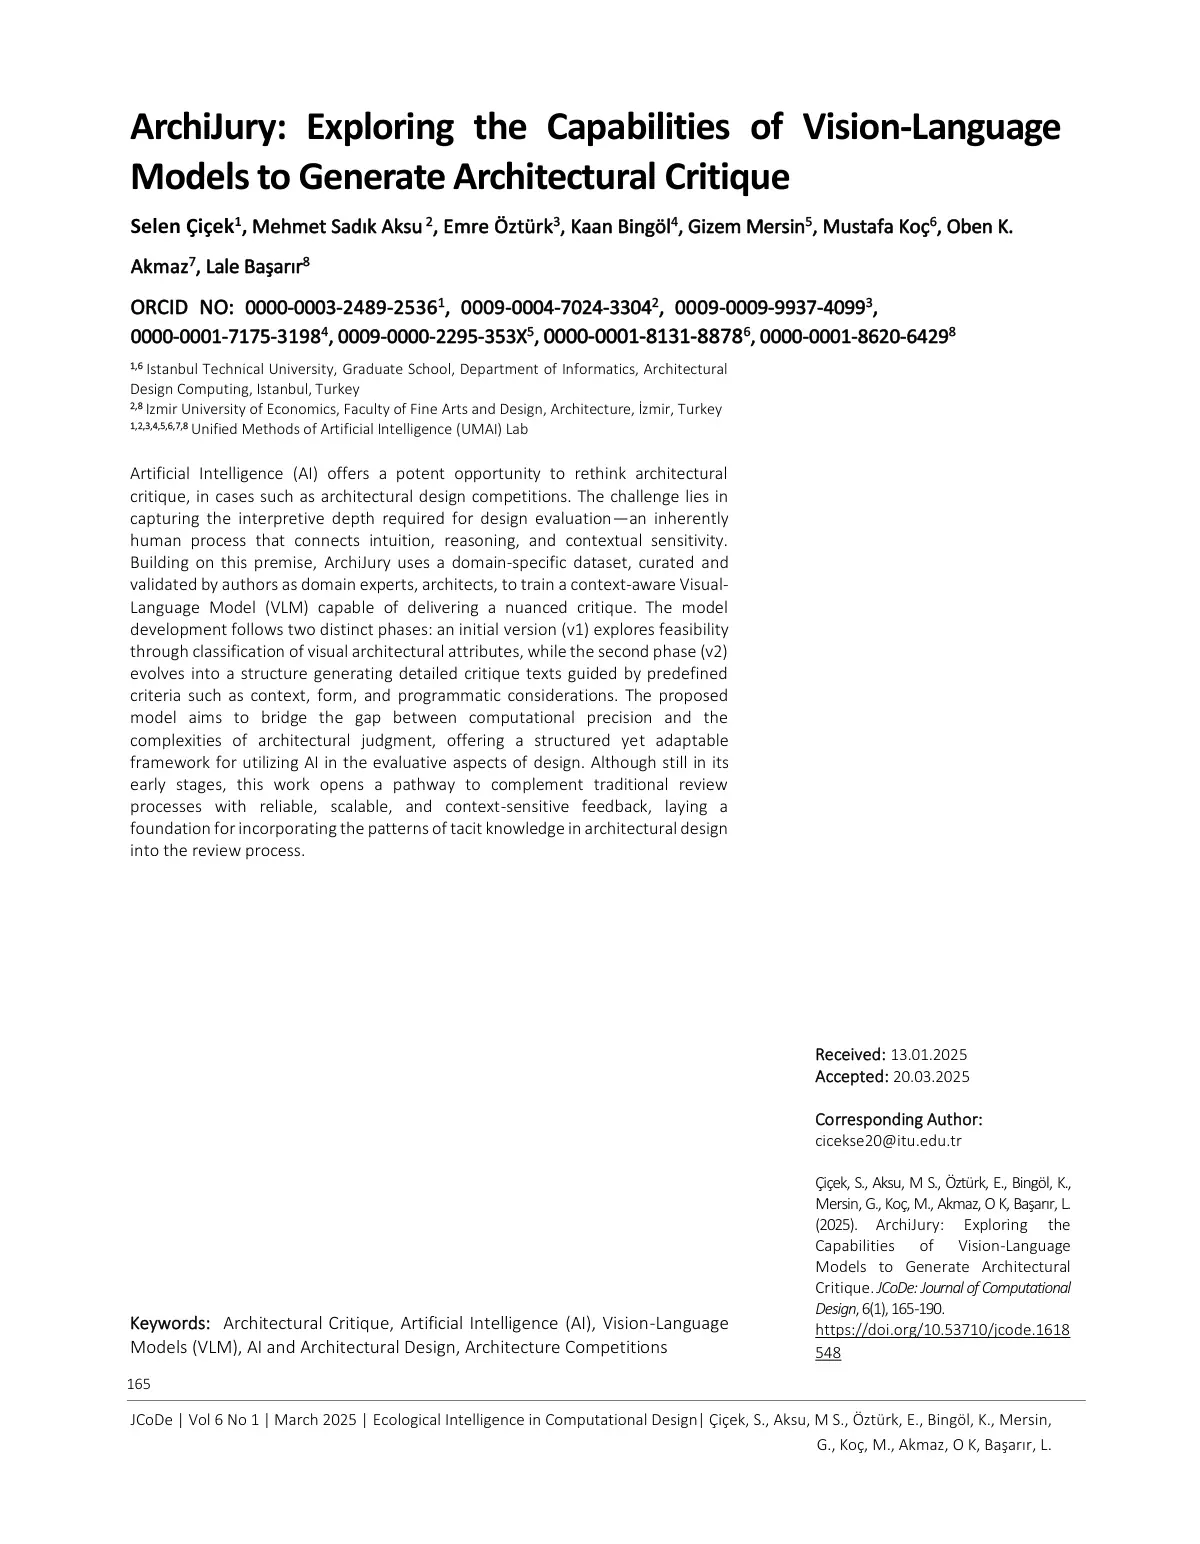 ArchiJury: Exploring the Capabilities of Vision-Language
Models to Generate Architectural Critique
Selen Çiçek1, Mehmet Sadık Aksu 2, Emre Öztürk3, Kaan Bingöl4, Gizem Mersin5, Mustafa Koç6, Oben K.
Akmaz7, Lale Başarır8
ORCID NO: 0000-0003-2489-25361, 0009-0004-7024-33042, 0009-0009-9937-40993,
0000-0001-7175-31984, 0009-0000-2295-353X5, 0000-0001-8131-88786, 0000-0001-8620-64298
1,6 Istanbul Technical University, Graduate School, Department of Informatics, Architectural
Design Computing, Istanbul, Turkey
2,8 Izmir University of Economics, Faculty of Fine Arts and Design, Architecture, İzmir, Turkey
1,2,3,4,5,6,7,8 Unified Methods of Artificial Intelligence (UMAI) Lab
Artificial Intelligence (AI) offers a potent opportunity to rethink architectural
critique, in cases such as architectural design competitions. The challenge lies in
capturing the interpretive depth required for design evaluation—an inherently
human process that connects intuition, reasoning, and contextual sensitivity.
Building on this premise, ArchiJury uses a domain-specific dataset, curated and
validated by authors as domain experts, architects, to train a context-aware Visual-
Language Model (VLM) capable of delivering a nuanced critique. The model
development follows two distinct phases: an initial version (v1) explores feasibility
through classification of visual architectural attributes, while the second phase (v2)
evolves into a structure generating detailed critique texts guided by predefined
criteria such as context, form, and programmatic considerations. The proposed
model aims to bridge the gap between computational precision and the
complexities of architectural judgment, offering a structured yet adaptable
framework for utilizing AI in the evaluative aspects of design. Although still in its
early stages, this work opens a pathway to complement traditional review
processes with reliable, scalable, and context-sensitive feedback, laying a
foundation for incorporating the patterns of tacit knowledge in architectural design
into the review process.
Received: 13.01.2025
Accepted: 20.03.2025
Corresponding Author:
cicekse20@itu.edu.tr
Çiçek, S., Aksu, M S., Öztürk, E., Bingöl, K.,
Mersin, G., Koç, M., Akmaz, O K, Başarır, L.
(2025). ArchiJury: Exploring the
Capabilities of Vision-Language
Models to Generate Architectural
Critique. JCoDe: Journal of Computational
Design, 6(1), 165-190.
https://doi.org/10.53710/jcode.1618
548
Keywords: Architectural Critique, Artificial Intelligence (AI), Vision-Language
Models (VLM), AI and Architectural Design, Architecture Competitions
165
JCoDe | Vol 6 No 1 | March 2025 | Ecological Intelligence in Computational Design| Çiçek, S., Aksu, M S., Öztürk, E., Bingöl, K., Mersin,
G., Koç, M., Akmaz, O K, Başarır, L.